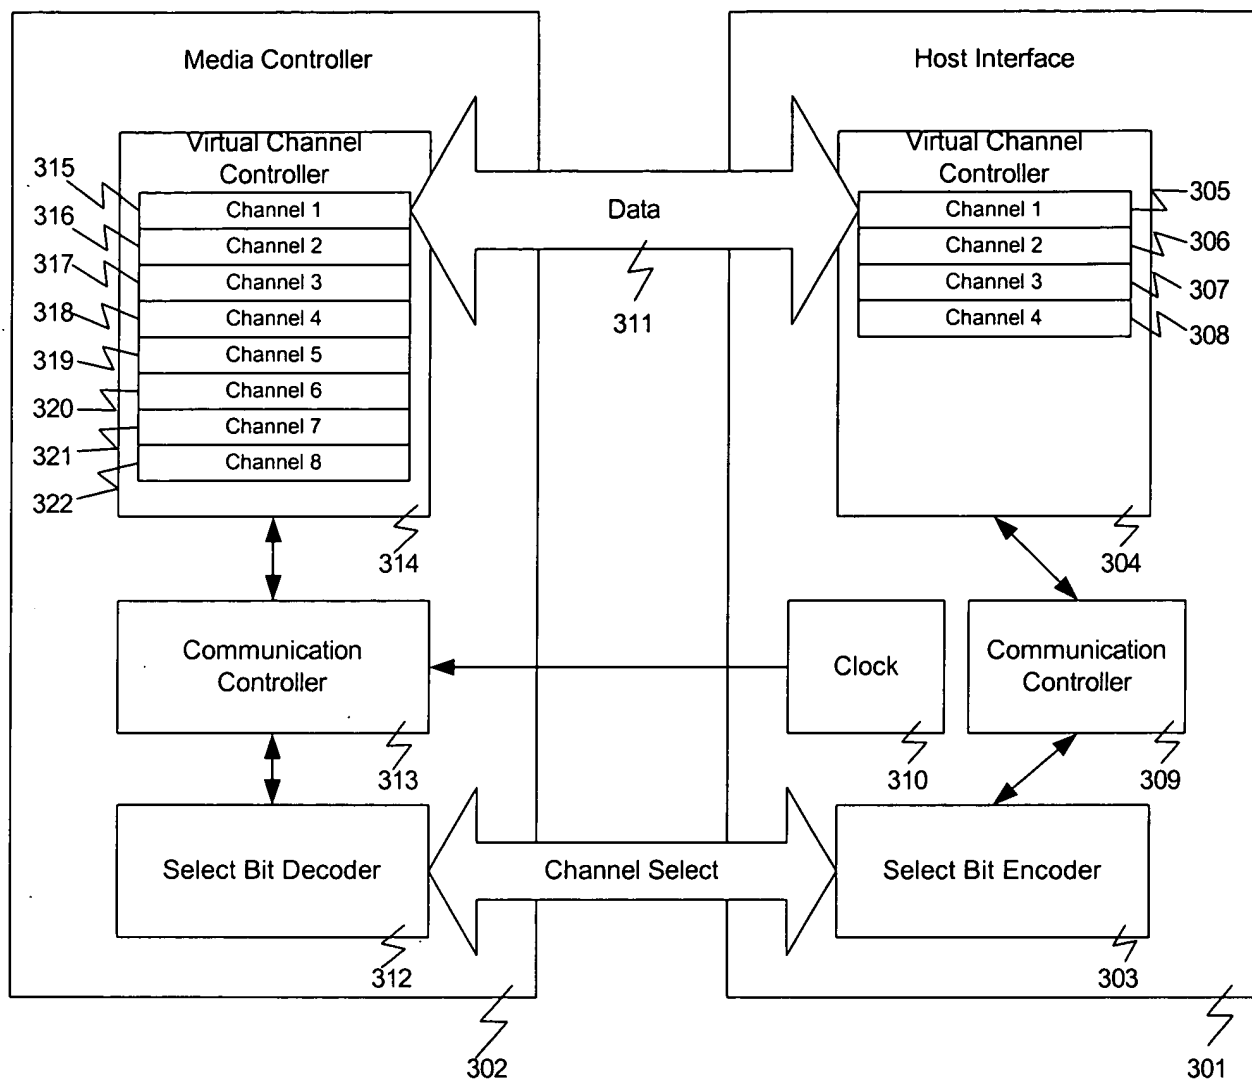 Media Controller
Host Interface
Virtual Channel
Controller
Channel 1
Channel 2
Channel 3
Channel 4
Channel 5
Channel 6
Channel 7
Channel 8
315
316
317
318
319
320
321
322
314
Data
311
Virtual Channel
Controller
Channel 1
Channel 2
Channel 3
Channel 4
305
306
307
308
304
Communication
Controller
313
Clock
310
Communication
Controller
309
Select Bit Decoder
312
Channel Select
Select Bit Encoder
303
302
301